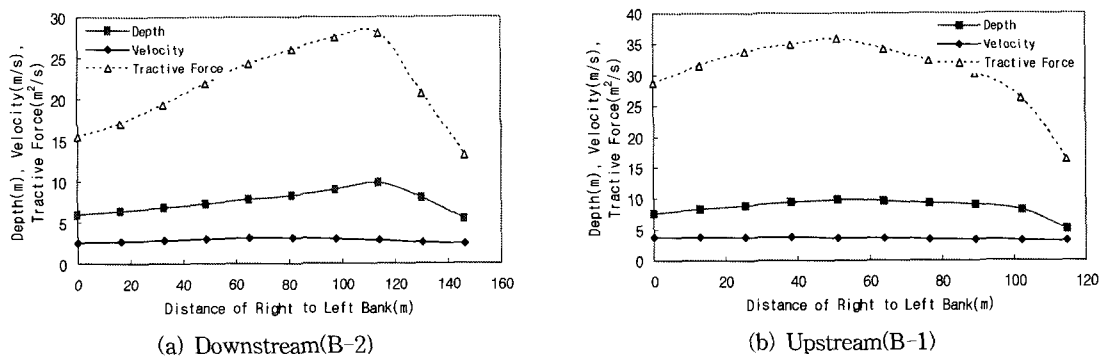 30
25
20
15
10
5
0
Depth(m), Velocity(m/s),
Tractive Force(m²/s)
Depth
Velocity
Tractive Force
0 20 40 60 80 100 120 140 160
Distance of Right to Left Bank(m)
(a) Downstream(B-2)
40
35
30
25
20
15
10
5
0
Depth(m), Velocity(m/s),
Tractive Force(m²/s)
Depth
Velocity
Tractive Force
0 20 40 60 80 100 120
Distance of Right to Left Bank(m)
(b) Upstream(B-1)